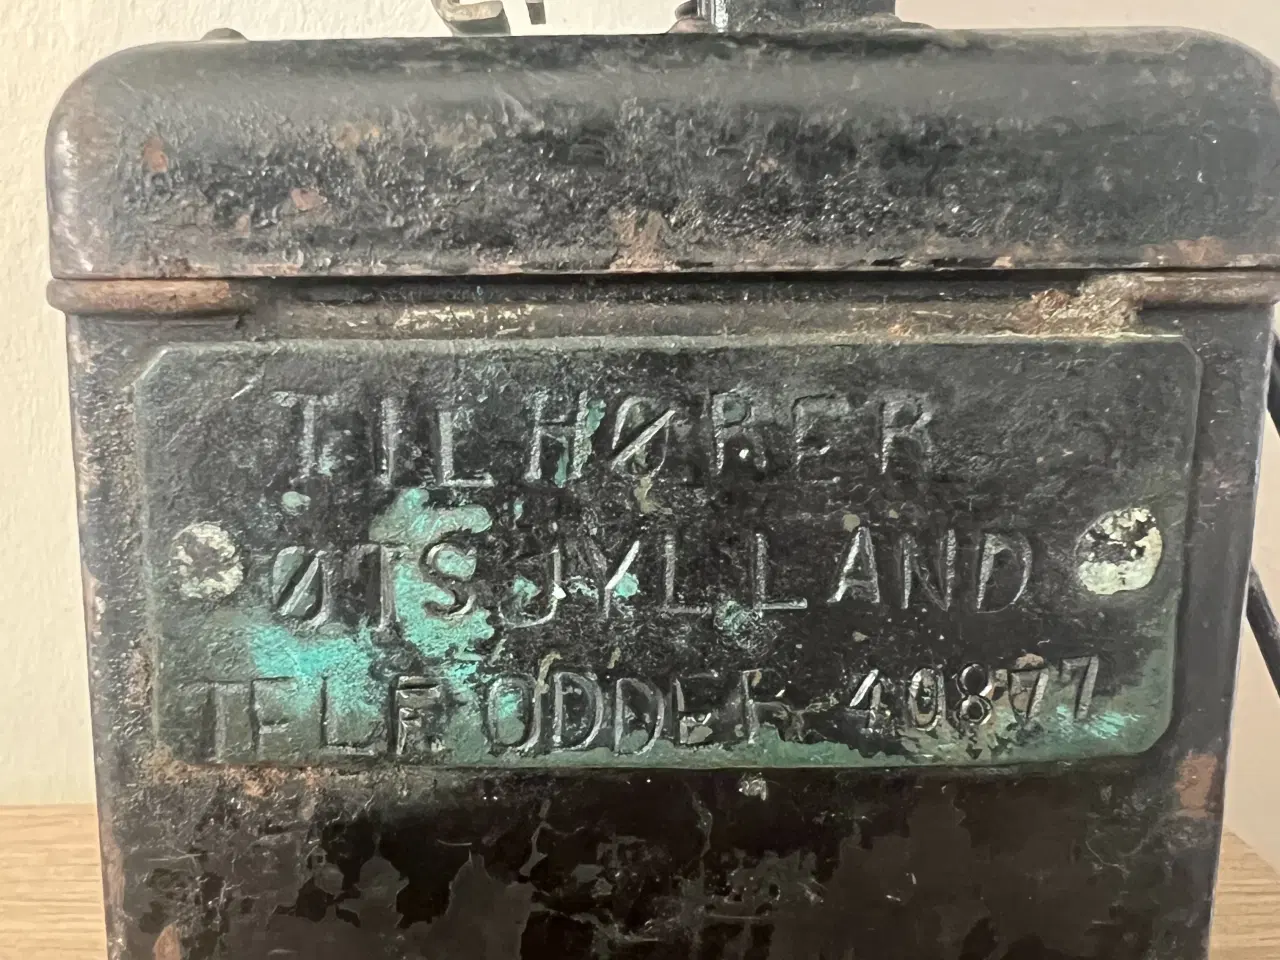 TILHØRER
ØTSJYLLAND
TELF ODDER 40877